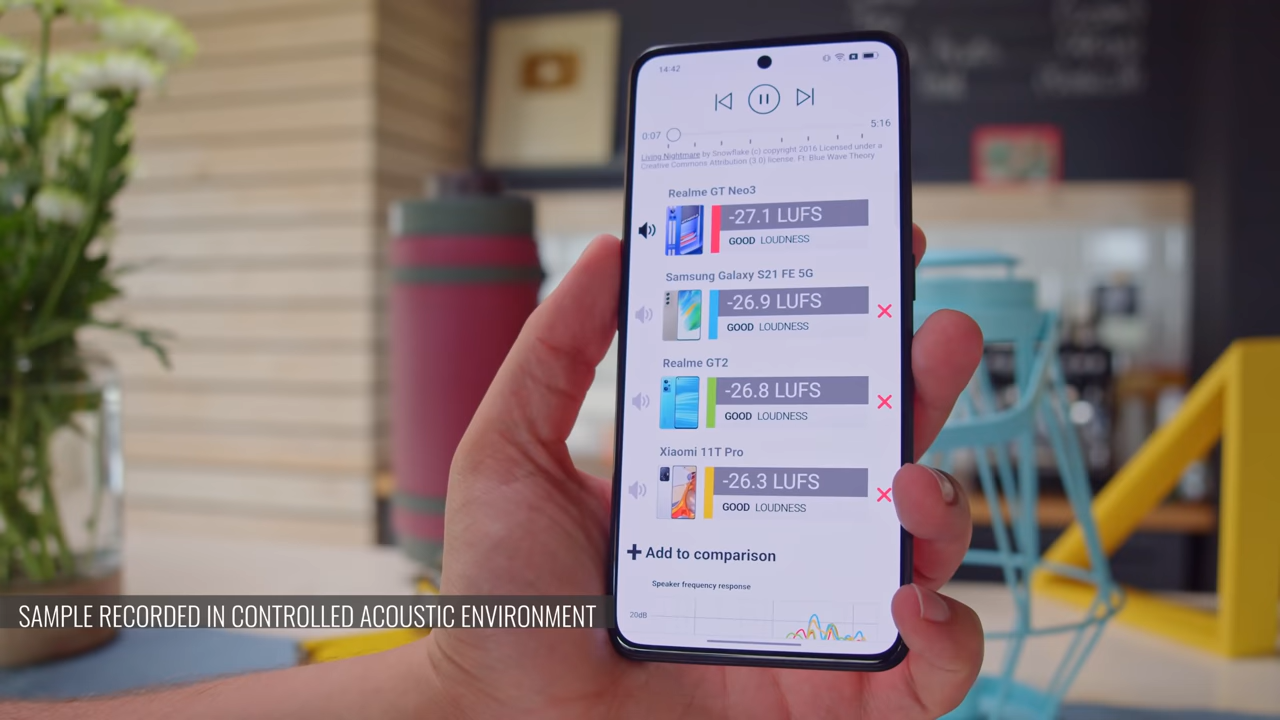 14:42
0:07
5:16
Living Nightmare by Snowflake (c) copyright 2016 Licensed under a
Creative Commons Attribution (3.0) license. Ft: Blue Wave Theory
Realme GT Neo3
-27.1 LUFS
GOOD LOUDNESS
Samsung Galaxy S21 FE 5G
-26.9 LUFS
GOOD LOUDNESS
Realme GT2
-26.8 LUFS
GOOD LOUDNESS
Xiaomi 11T Pro
-26.3 LUFS
GOOD LOUDNESS
+ Add to comparison
Speaker frequency response
20dB
SAMPLE RECORDED IN CONTROLLED ACOUSTIC ENVIRONMENT